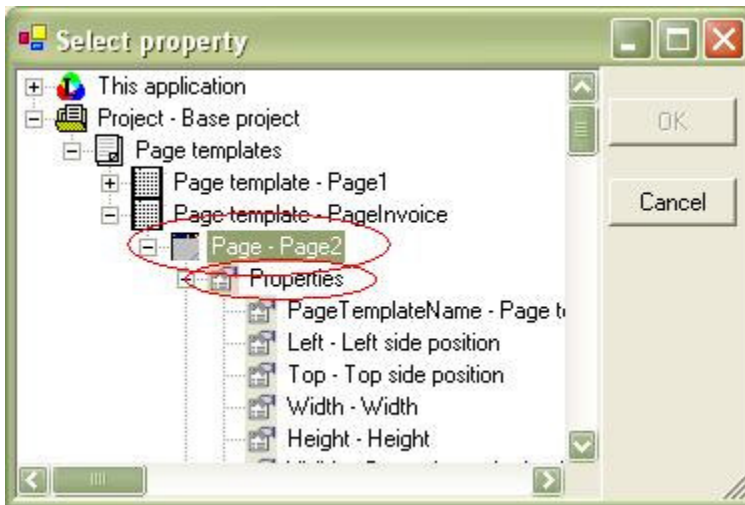 Select property
This application
Project - Base project
OK
Page templates
Page template - Page1
Cancel
Page template - PageInvoice
Page - Page2
Properties
PageTemplateName - Page
Left - Left side position
Top - Top side position
Width - Width
Height - Height